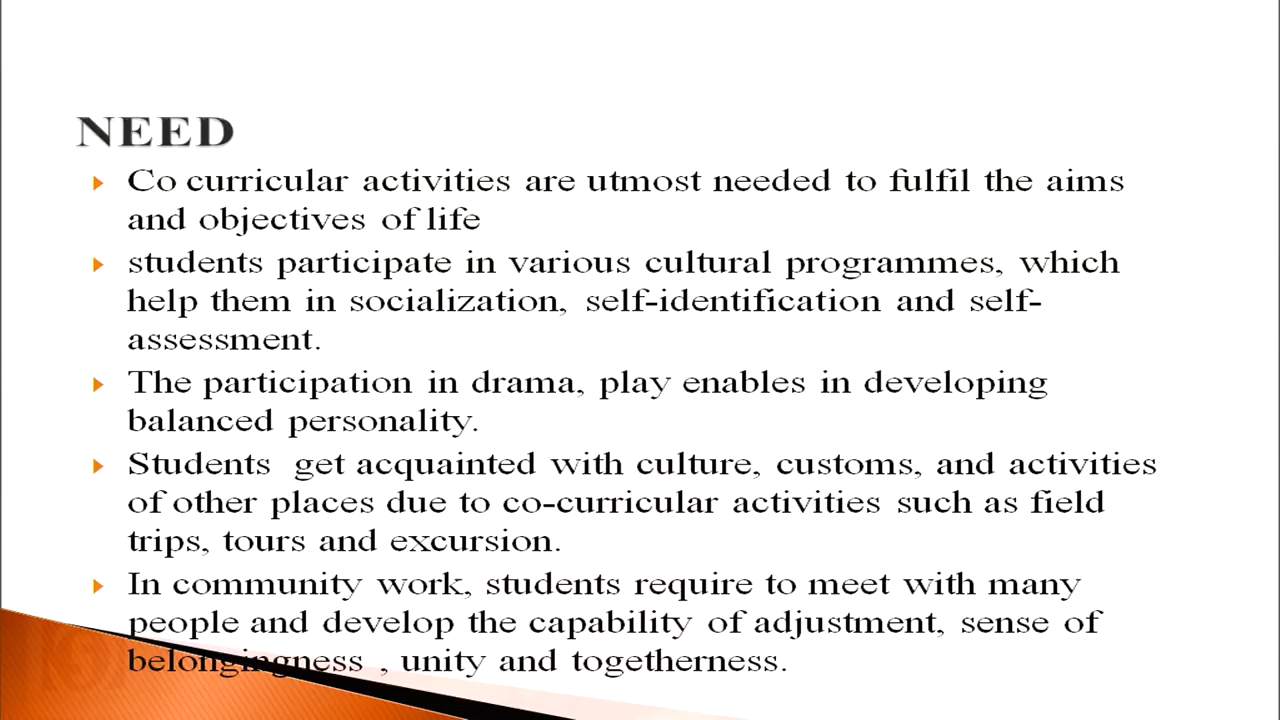 NEED
Co curricular activities are utmost needed to fulfil the aims
and objectives of life
students participate in various cultural programmes, which
help them in socialization, self-identification and self-
assessment.
The participation in drama, play enables in developing
balanced personality.
Students get acquainted with culture, customs, and activities
of other places due to co-curricular activities such as field
trips, tours and excursion.
In community work, students require to meet with many
people and develop the capability of adjustment, sense of
belongingness , unity and togetherness.